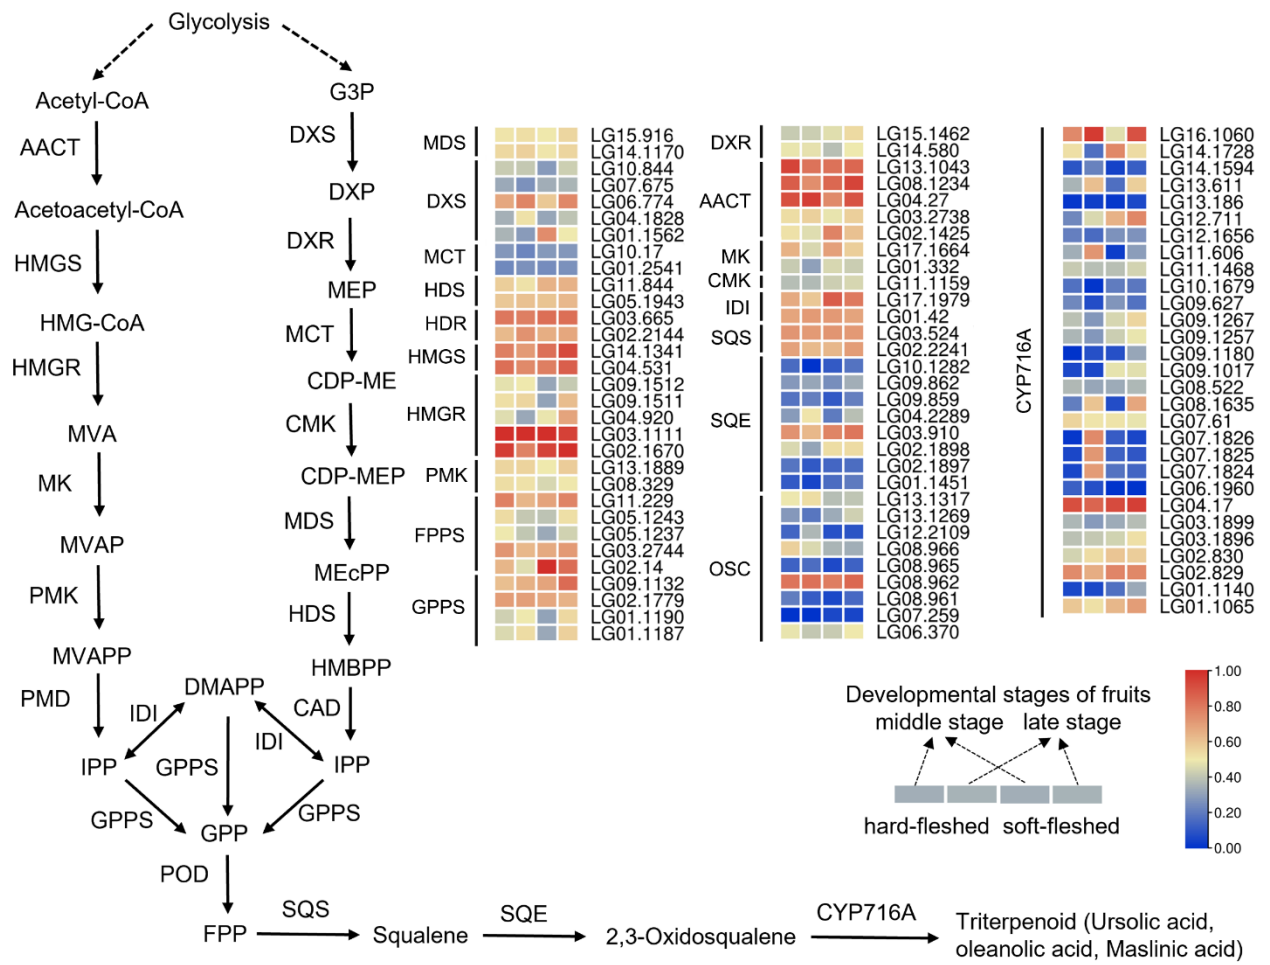 Glycolysis
Acetyl-CoA
AACT
Acetoacetyl-CoA
HMGS
HMG-CoA
HMGR
MVA
MK
MVAP
PMK
MVAPP
PMD
IPP
IDI
DMAPP
IDI
GPPS
GPPS
GPPS
GPP
POD
FPP
G3P
DXS
DXP
DXR
MEP
MCT
CDP-ME
CMK
CDP-MEP
MDS
MEcPP
HDS
HMBPP
CAD
IPP
SQS
Squalene
SQE
2,3-Oxidosqualene
CYP716A
Triterpenoid (Ursolic acid,
oleanolic acid, Maslinic acid)
MDS
LG15.916
LG14.1170
DXS
LG10.844
LG07.675
LG06.774
LG04.1828
LG01.1562
MCT
LG10.17
LG01.2541
HDS
LG11.844
LG05.1943
HDR
LG03.665
LG02.2144
HMGS
LG14.1341
LG04.531
HMGR
LG09.1512
LG09.1511
LG04.920
LG03.1111
LG02.1670
PMK
LG13.1889
LG08.329
FPPS
LG11.229
LG05.1243
LG05.1237
LG03.2744
LG02.14
GPPS
LG09.1132
LG02.1779
LG01.1190
LG01.1187
DXR
LG15.1462
LG14.580
AACT
LG13.1043
LG08.1234
LG04.27
LG03.2738
LG02.1425
MK
LG17.1664
LG01.332
CMK
LG11.1159
IDI
LG17.1979
LG01.42
SQS
LG03.524
LG02.2241
SQE
LG10.1282
LG09.862
LG09.859
LG04.2289
LG03.910
LG02.1898
LG02.1897
LG01.1451
OSC
LG13.1317
LG13.1269
LG12.2109
LG08.966
LG08.965
LG08.962
LG08.961
LG07.259
LG06.370
CYP716A
LG16.1060
LG14.1728
LG14.1594
LG13.611
LG13.186
LG12.711
LG12.1656
LG11.606
LG11.1468
LG10.1679
LG09.627
LG09.1267
LG09.1257
LG09.1180
LG09.1017
LG08.522
LG08.1635
LG07.61
LG07.1826
LG07.1825
LG07.1824
LG06.1960
LG04.17
LG03.1899
LG03.1896
LG02.830
LG02.829
LG01.1140
LG01.1065
Developmental stages of fruits
middle stage late stage
hard-fleshed soft-fleshed
1.00
0.80
0.60
0.40
0.20
0.00